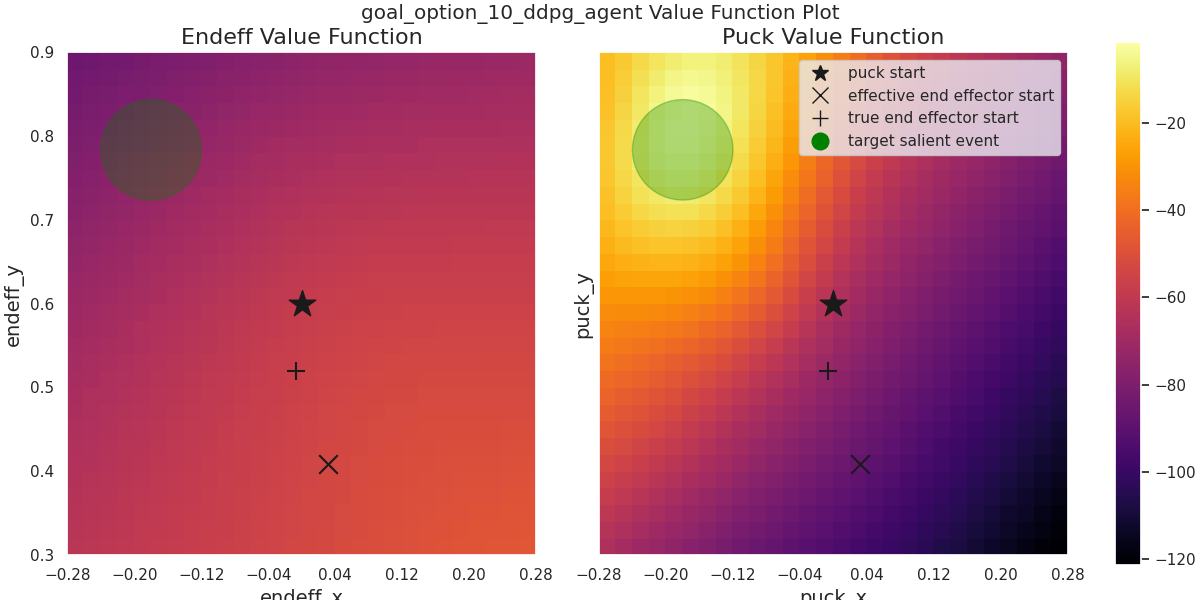 goal_option_10_ddpg_agent Value Function Plot
Endeff Value Function
Puck Value Function
0.9
0.8
0.7
0.6
0.5
0.4
0.3
endeff_y
−0.28 −0.20 −0.12 −0.04 0.04 0.12 0.20 0.28
endeff_x
puck_y
puck start
effective end effector start
true end effector start
target salient event
−0.28 −0.20 −0.12 −0.04 0.04 0.12 0.20 0.28
puck_x
−20
−40
−60
−80
−100
−120